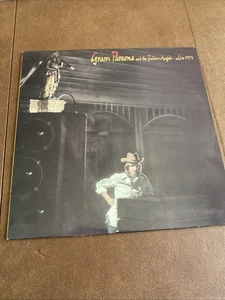 Gram Parsons and the Fallen Angels - Live 1973